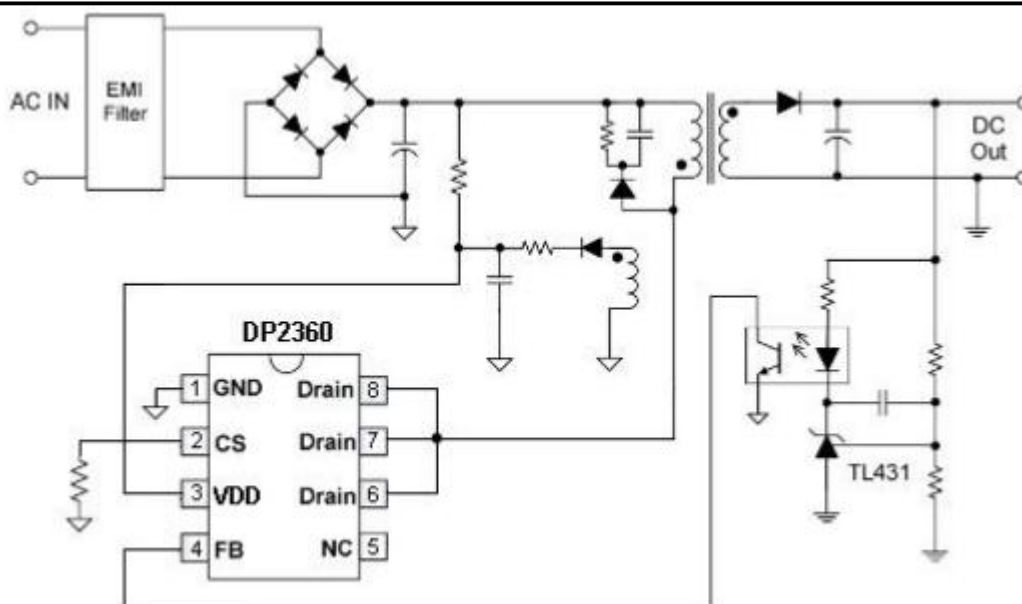 AC IN
EMI
Filter
DC
Out
DP2360
1 GND Drain 8
2 CS Drain 7
3 VDD Drain 6
4 FB NC 5
TL431